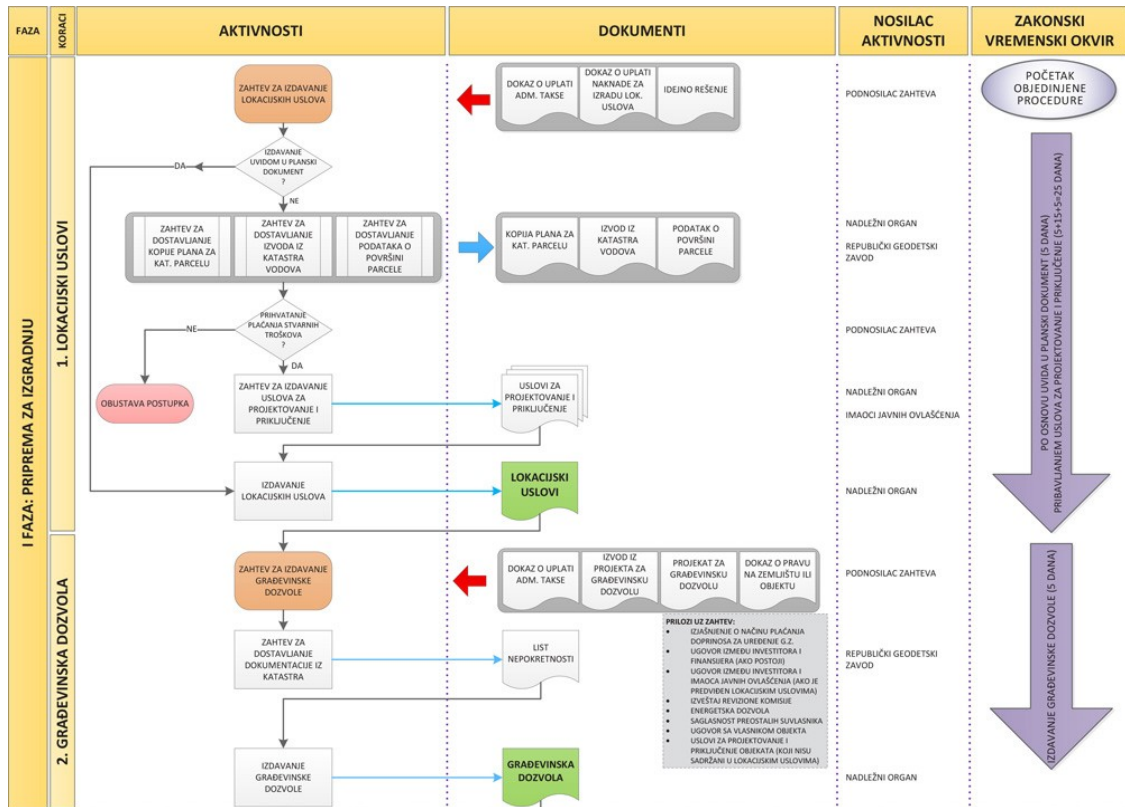 FAZA
KORACI
AKTIVNOSTI
DOKUMENTI
NOSILAC
AKTIVNOSTI
ZAKONSKI
VREMENSKI OKVIR
I FAZA: PRIPREMA ZA IZGRADNJU
1. LOKACIJSKI USLOVI
ZAHTEV ZA IZDAVANJE
LOKACIJSKIH USLOVA
DOKAZ O UPLATI
ADM. TAKSE
DOKAZ O UPLATI
NAKNADE ZA
IZRADU LOK.
USLOVA
IDEJNO REŠENJE
PODNOSILAC ZAHTEVA
POČETAK
OBJEDINJENE
PROCEDURE
IZDAVANJE
UVIDOM U PLANSKI
DOKUMENT
?
DA
NE
ZAHTEV ZA
DOSTAVLJANJE
KOPIJE PLANA ZA
KAT. PARCELU
ZAHTEV ZA
DOSTAVLJANJE
IZVODA IZ
KATASTRA
VODOVA
ZAHTEV ZA
DOSTAVLJANJE
PODATAKA O
POVRŠINI
PARCELE
KOPIJA PLANA ZA
KAT. PARCELU
IZVOD IZ
KATASTRA
VODOVA
PODATAK O
POVRŠINI
PARCELE
NADLEŽNI ORGAN
REPUBLIČKI GEODETSKI
ZAVOD
PO OSNOVU UVIDA U PLANSKI DOKUMENT (5 DANA)
PRIBAVLJANJEM USLOVA ZA PROJEKTOVANJE I PRIKLJUČENJE (5+15+5=25 DANA)
PRIHVATANJE
PLAĆANJA STVARNIH
TROŠKOVA
?
NE
DA
PODNOSILAC ZAHTEVA
OBUSTAVA POSTUPKA
ZAHTEV ZA IZDAVANJE
USLOVA ZA
PROJEKTOVANJE I
PRIKLJUČENJE
USLOVI ZA
PROJEKTOVANJE I
PRIKLJUČENJE
NADLEŽNI ORGAN
IMAOCI JAVNIH OVLAŠĆENJA
IZDAVANJE
LOKACIJSKIH USLOVA
LOKACIJSKI
USLOVI
NADLEŽNI ORGAN
2. GRAĐEVINSKA DOZVOLA
ZAHTEV ZA IZDAVANJE
GRAĐEVINSKE
DOZVOLE
DOKAZ O UPLATI
ADM. TAKSE
IZVOD IZ
PROJEKTA ZA
GRAĐEVINSKU
DOZVOLU
PROJEKAT ZA
GRAĐEVINSKU
DOZVOLU
DOKAZ O PRAVU
NA ZEMLJIŠTU ILI
OBJEKTU
PODNOSILAC ZAHTEVA
IZDAVANJE GRAĐEVINSKE DOZVOLE (5 DANA)
ZAHTEV ZA
DOSTAVLJANJE
DOKUMENTACIJE IZ
KATASTRA
LIST
NEPOKRETNOSTI
PRILOZI UZ ZAHTEV:
• IZJAŠNJENJE O NAČINU PLAĆANJA
DOPRINOSA ZA UREĐENJE G.Z.
• UGOVOR IZMEĐU INVESTITORA I
FINANSIJERA (AKO POSTOJI)
• UGOVOR IZMEĐU INVESTITORA I
IMAOCA JAVNIH OVLAŠĆENJA (AKO JE
PREDVIĐEN LOKACIJSKIM USLOVIMA)
• IZVEŠTAJ REVIZIONE KOMISIJE
• ENERGETSKA DOZVOLA
• SAGLASNOST PREOSTALIH SUVLASNIKA
• UGOVOR SA VLASNIKOM OBJEKTA
• USLOVI ZA PROJEKTOVANJE I
PRIKLJUČENJE OBJEKATA (KOJI NISU
SADRŽANI U LOKACIJSKIM USLOVIMA)
REPUBLIČKI GEODETSKI
ZAVOD
IZDAVANJE
GRAĐEVINSKE
DOZVOLE
GRAĐEVINSKA
DOZVOLA
NADLEŽNI ORGAN